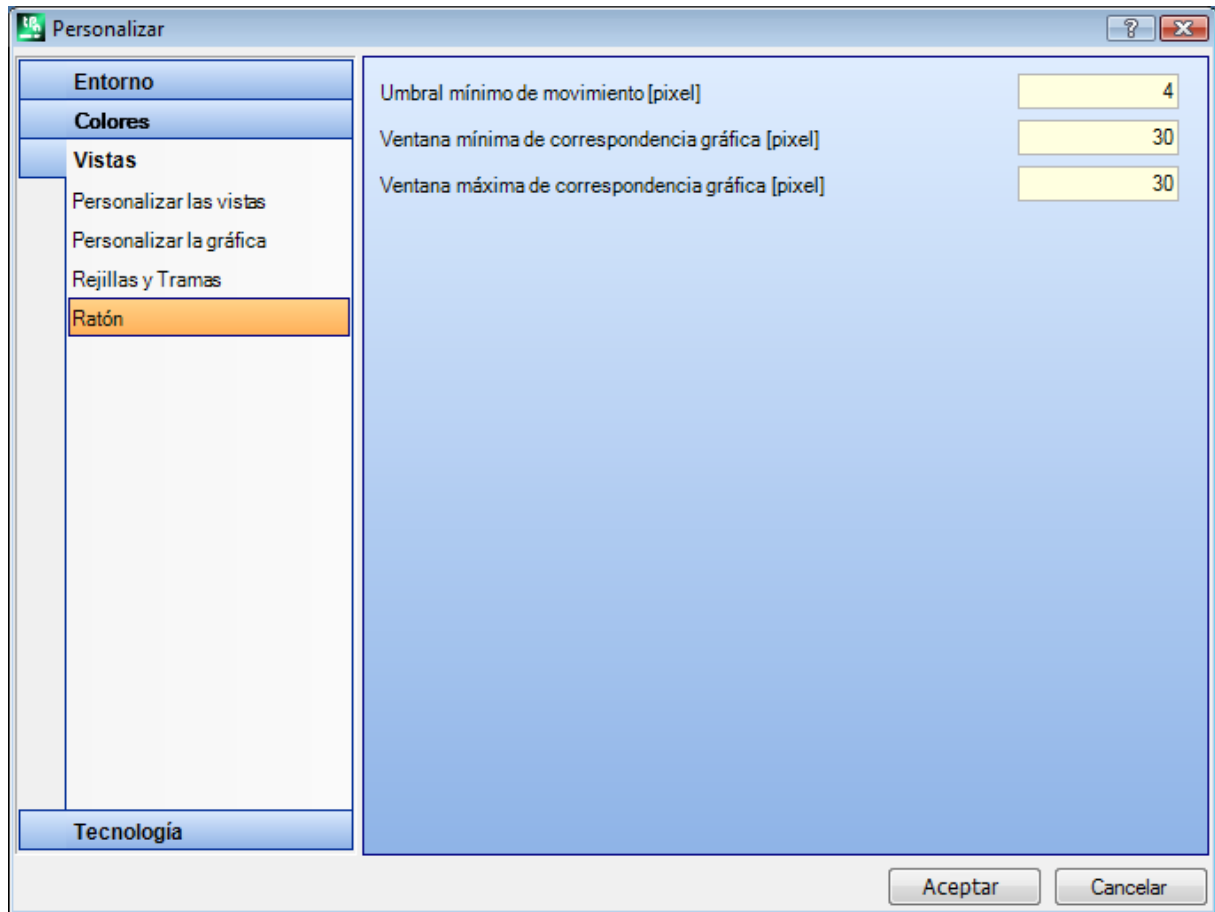 Personalizar
Entorno
Colores
Vistas
Personalizar las vistas
Personalizar la gráfica
Rejillas y Tramas
Ratón
Tecnología
Umbral mínimo de movimiento [pixel] 4
Ventana mínima de correspondencia gráfica [pixel] 30
Ventana máxima de correspondencia gráfica [pixel] 30
Aceptar Cancelar